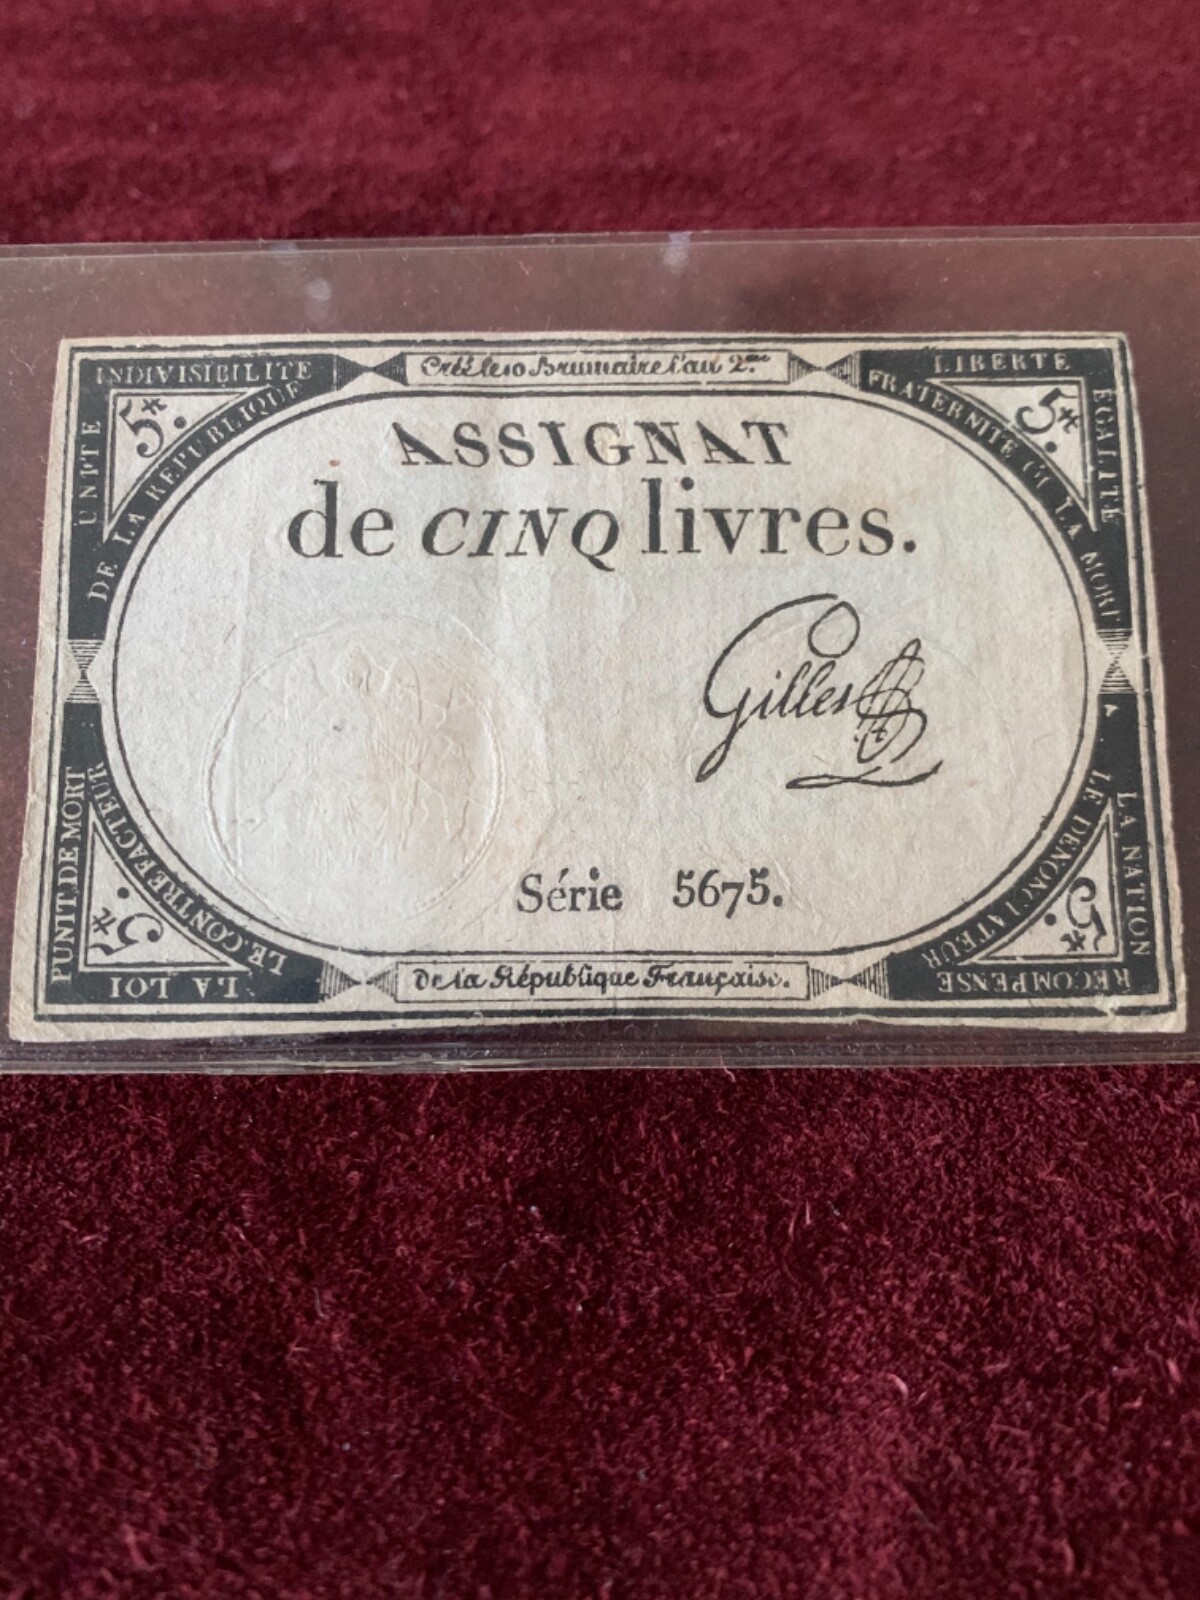 Créé le 10 Brumaire l'an 2.me
INDIVISIBILITE
UNITE
DE LA REPUBLIQUE
5₶.
LIBERTE
EGALITE
FRATERNITE OU LA MORT
5₶.
ASSIGNAT
de CINQ livres.
Gilles
Série 5675.
LA LOI
PUNIT DE MORT
LE CONTREFACTEUR
5₶.
LA NATION
RECOMPENSE
LE DENONCIATEUR
5₶.
De la République Française.